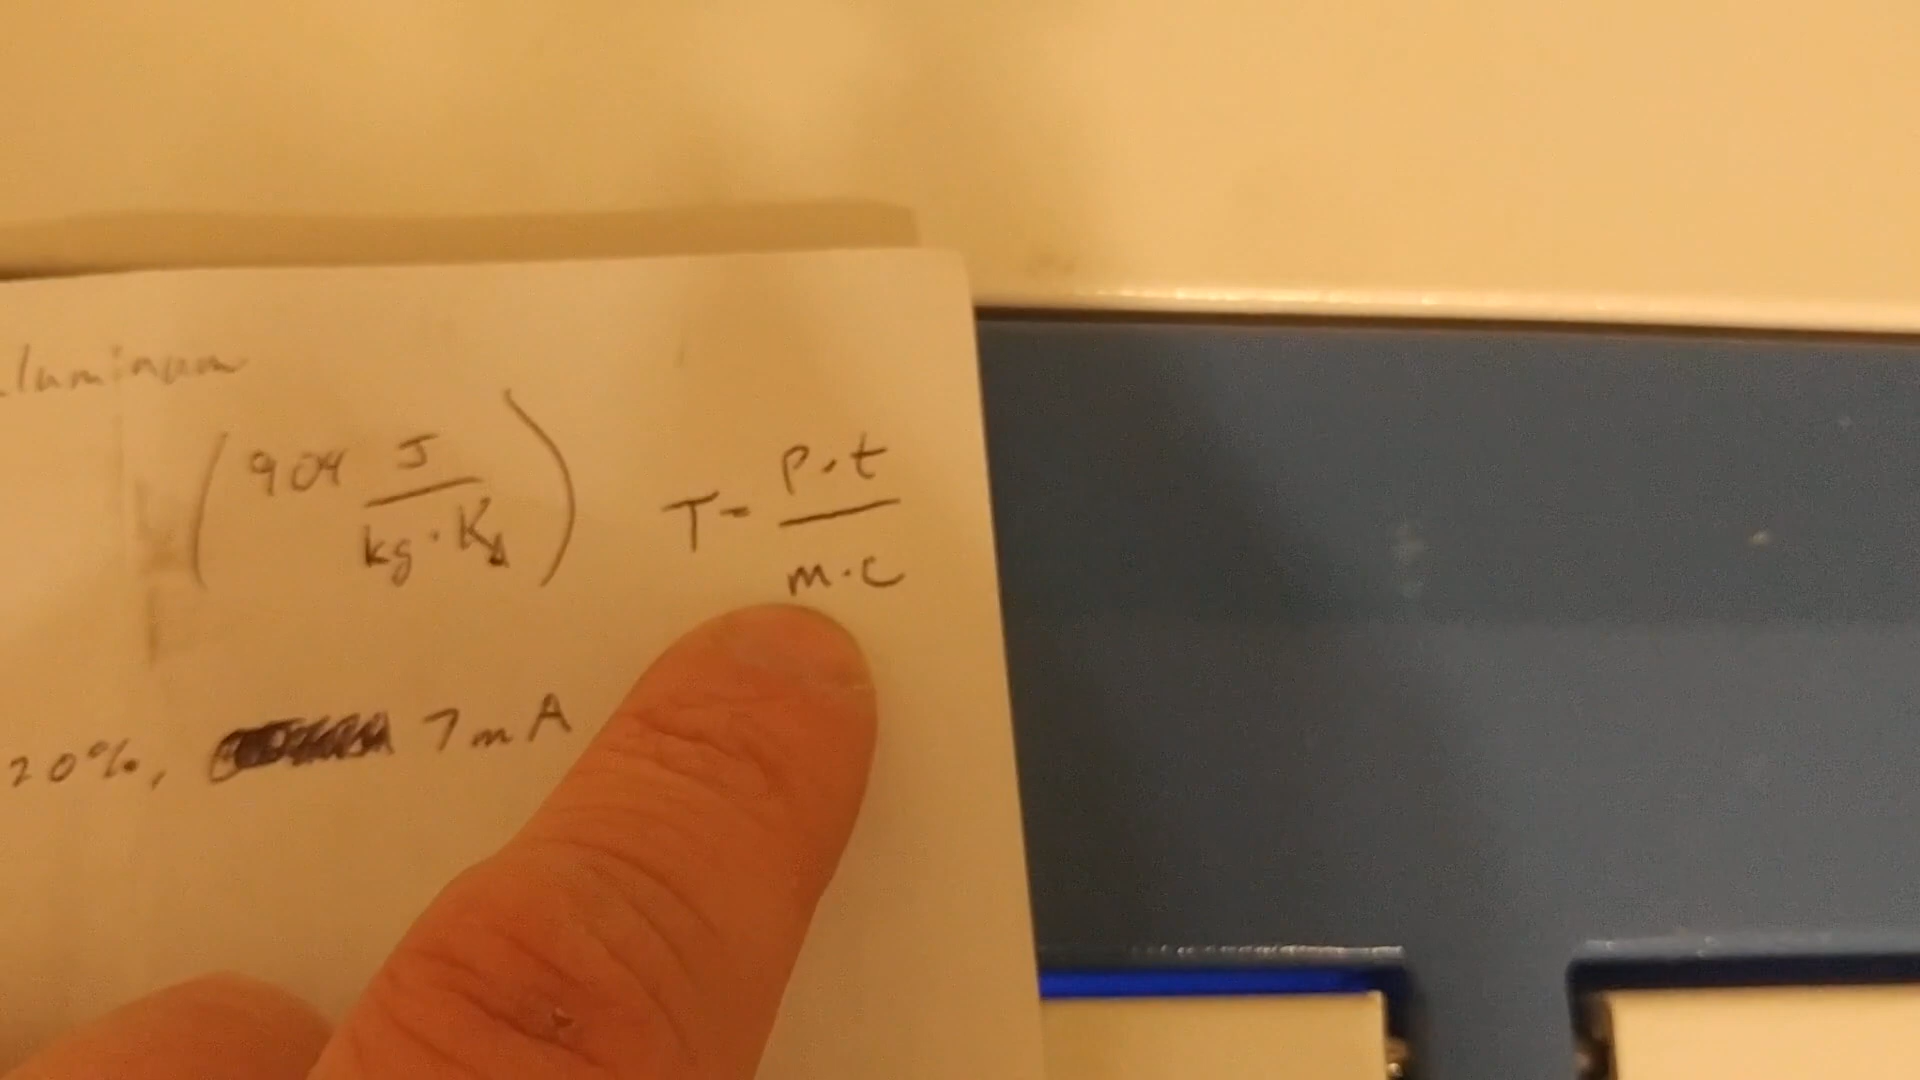 luminum
(904 J/kg·K) T = P·t/m·c
20%, 7mA